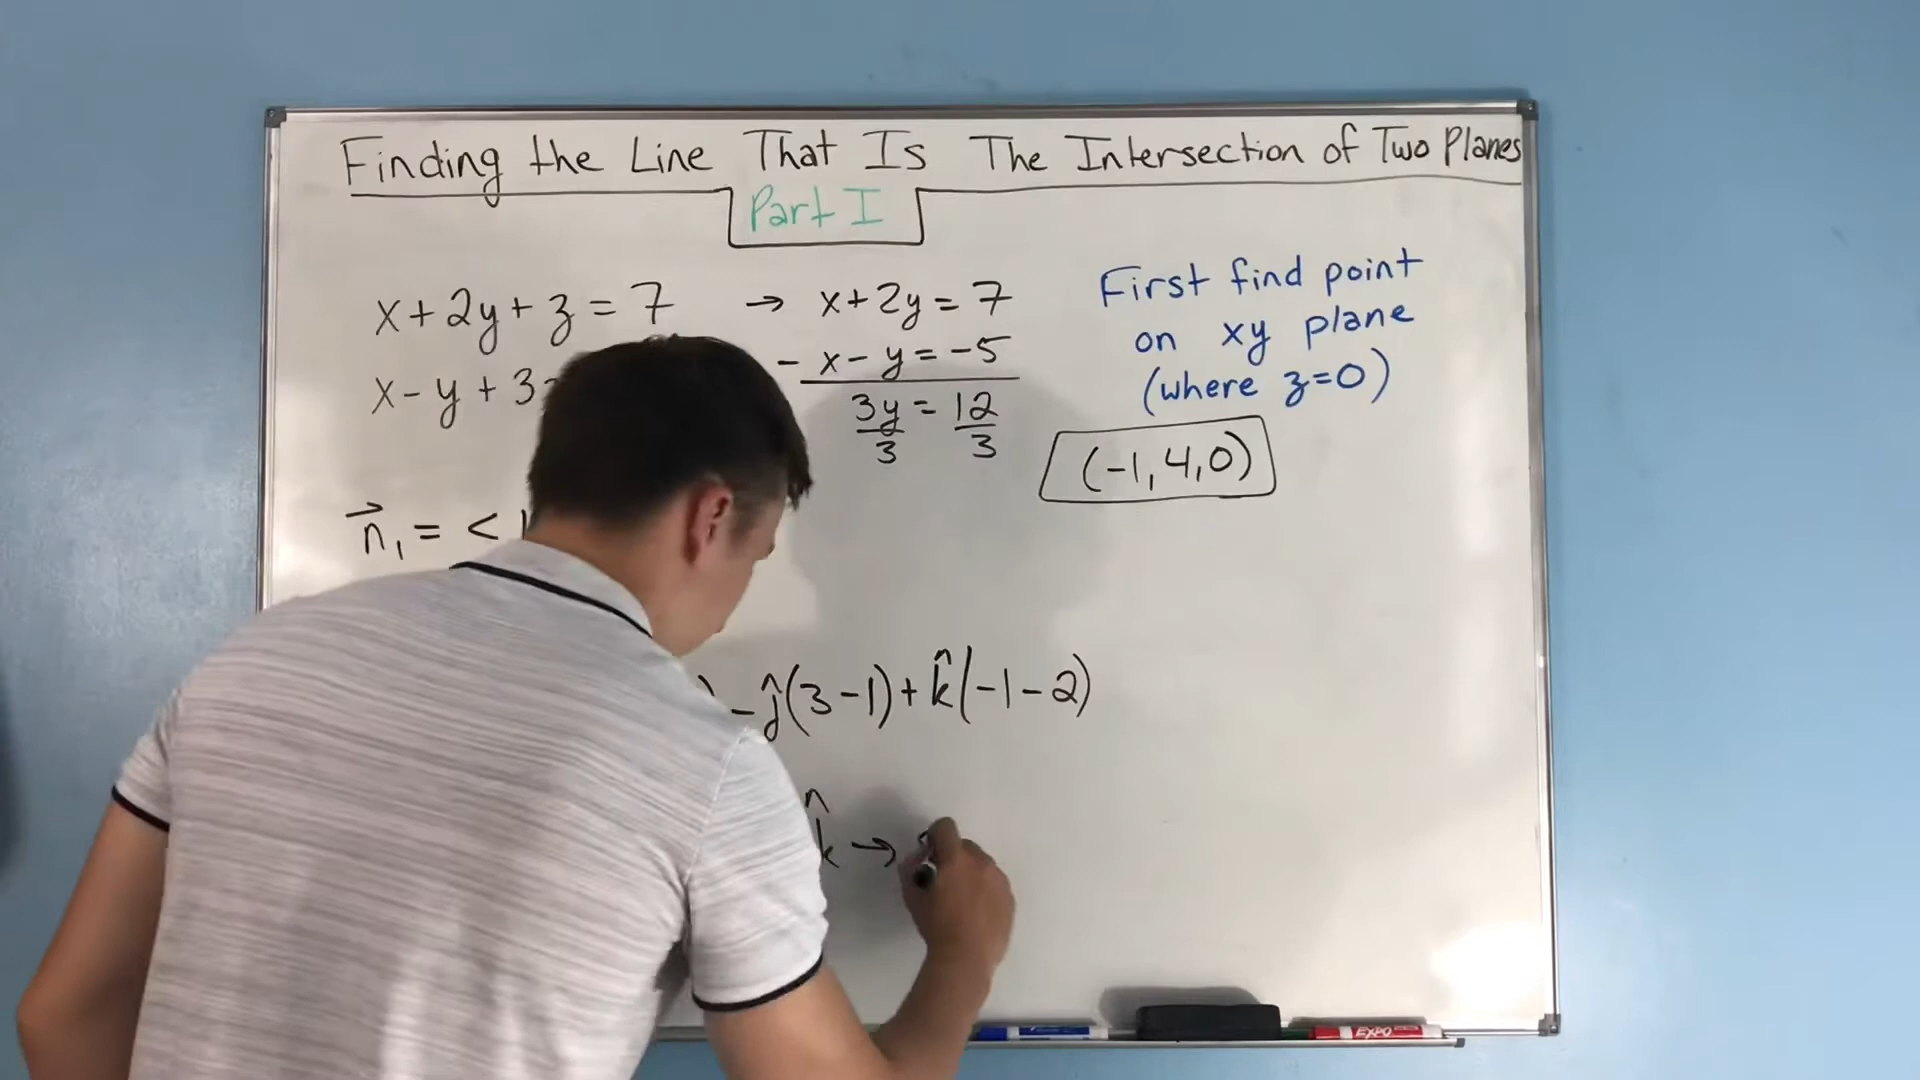 Finding the Line That Is The Intersection of Two Planes
Part I
x + 2y + z = 7 → x + 2y = 7
x - y + 3
- x - y = -5
3y/3 = 12/3
First find point
on xy plane
(where z=0)
(-1, 4, 0)
n⃗₁ = <
) - ĵ(3 - 1) + k̂(-1 - 2)
k̂ →
EXPO